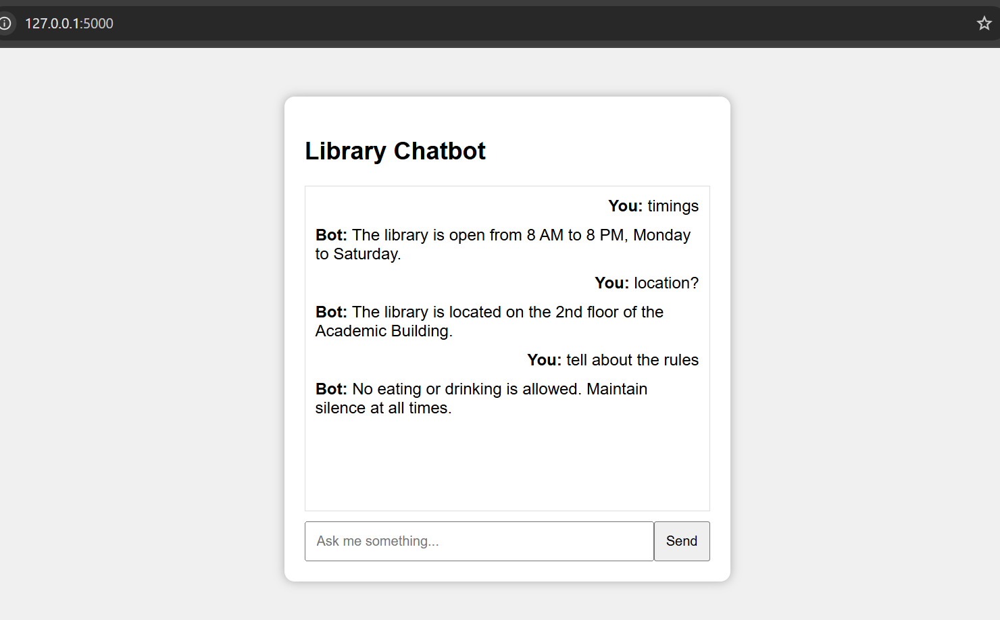 127.0.0.1:5000
Library Chatbot
You: timings
Bot: The library is open from 8 AM to 8 PM, Monday
to Saturday.
You: location?
Bot: The library is located on the 2nd floor of the
Academic Building.
You: tell about the rules
Bot: No eating or drinking is allowed. Maintain
silence at all times.
Ask me something... Send